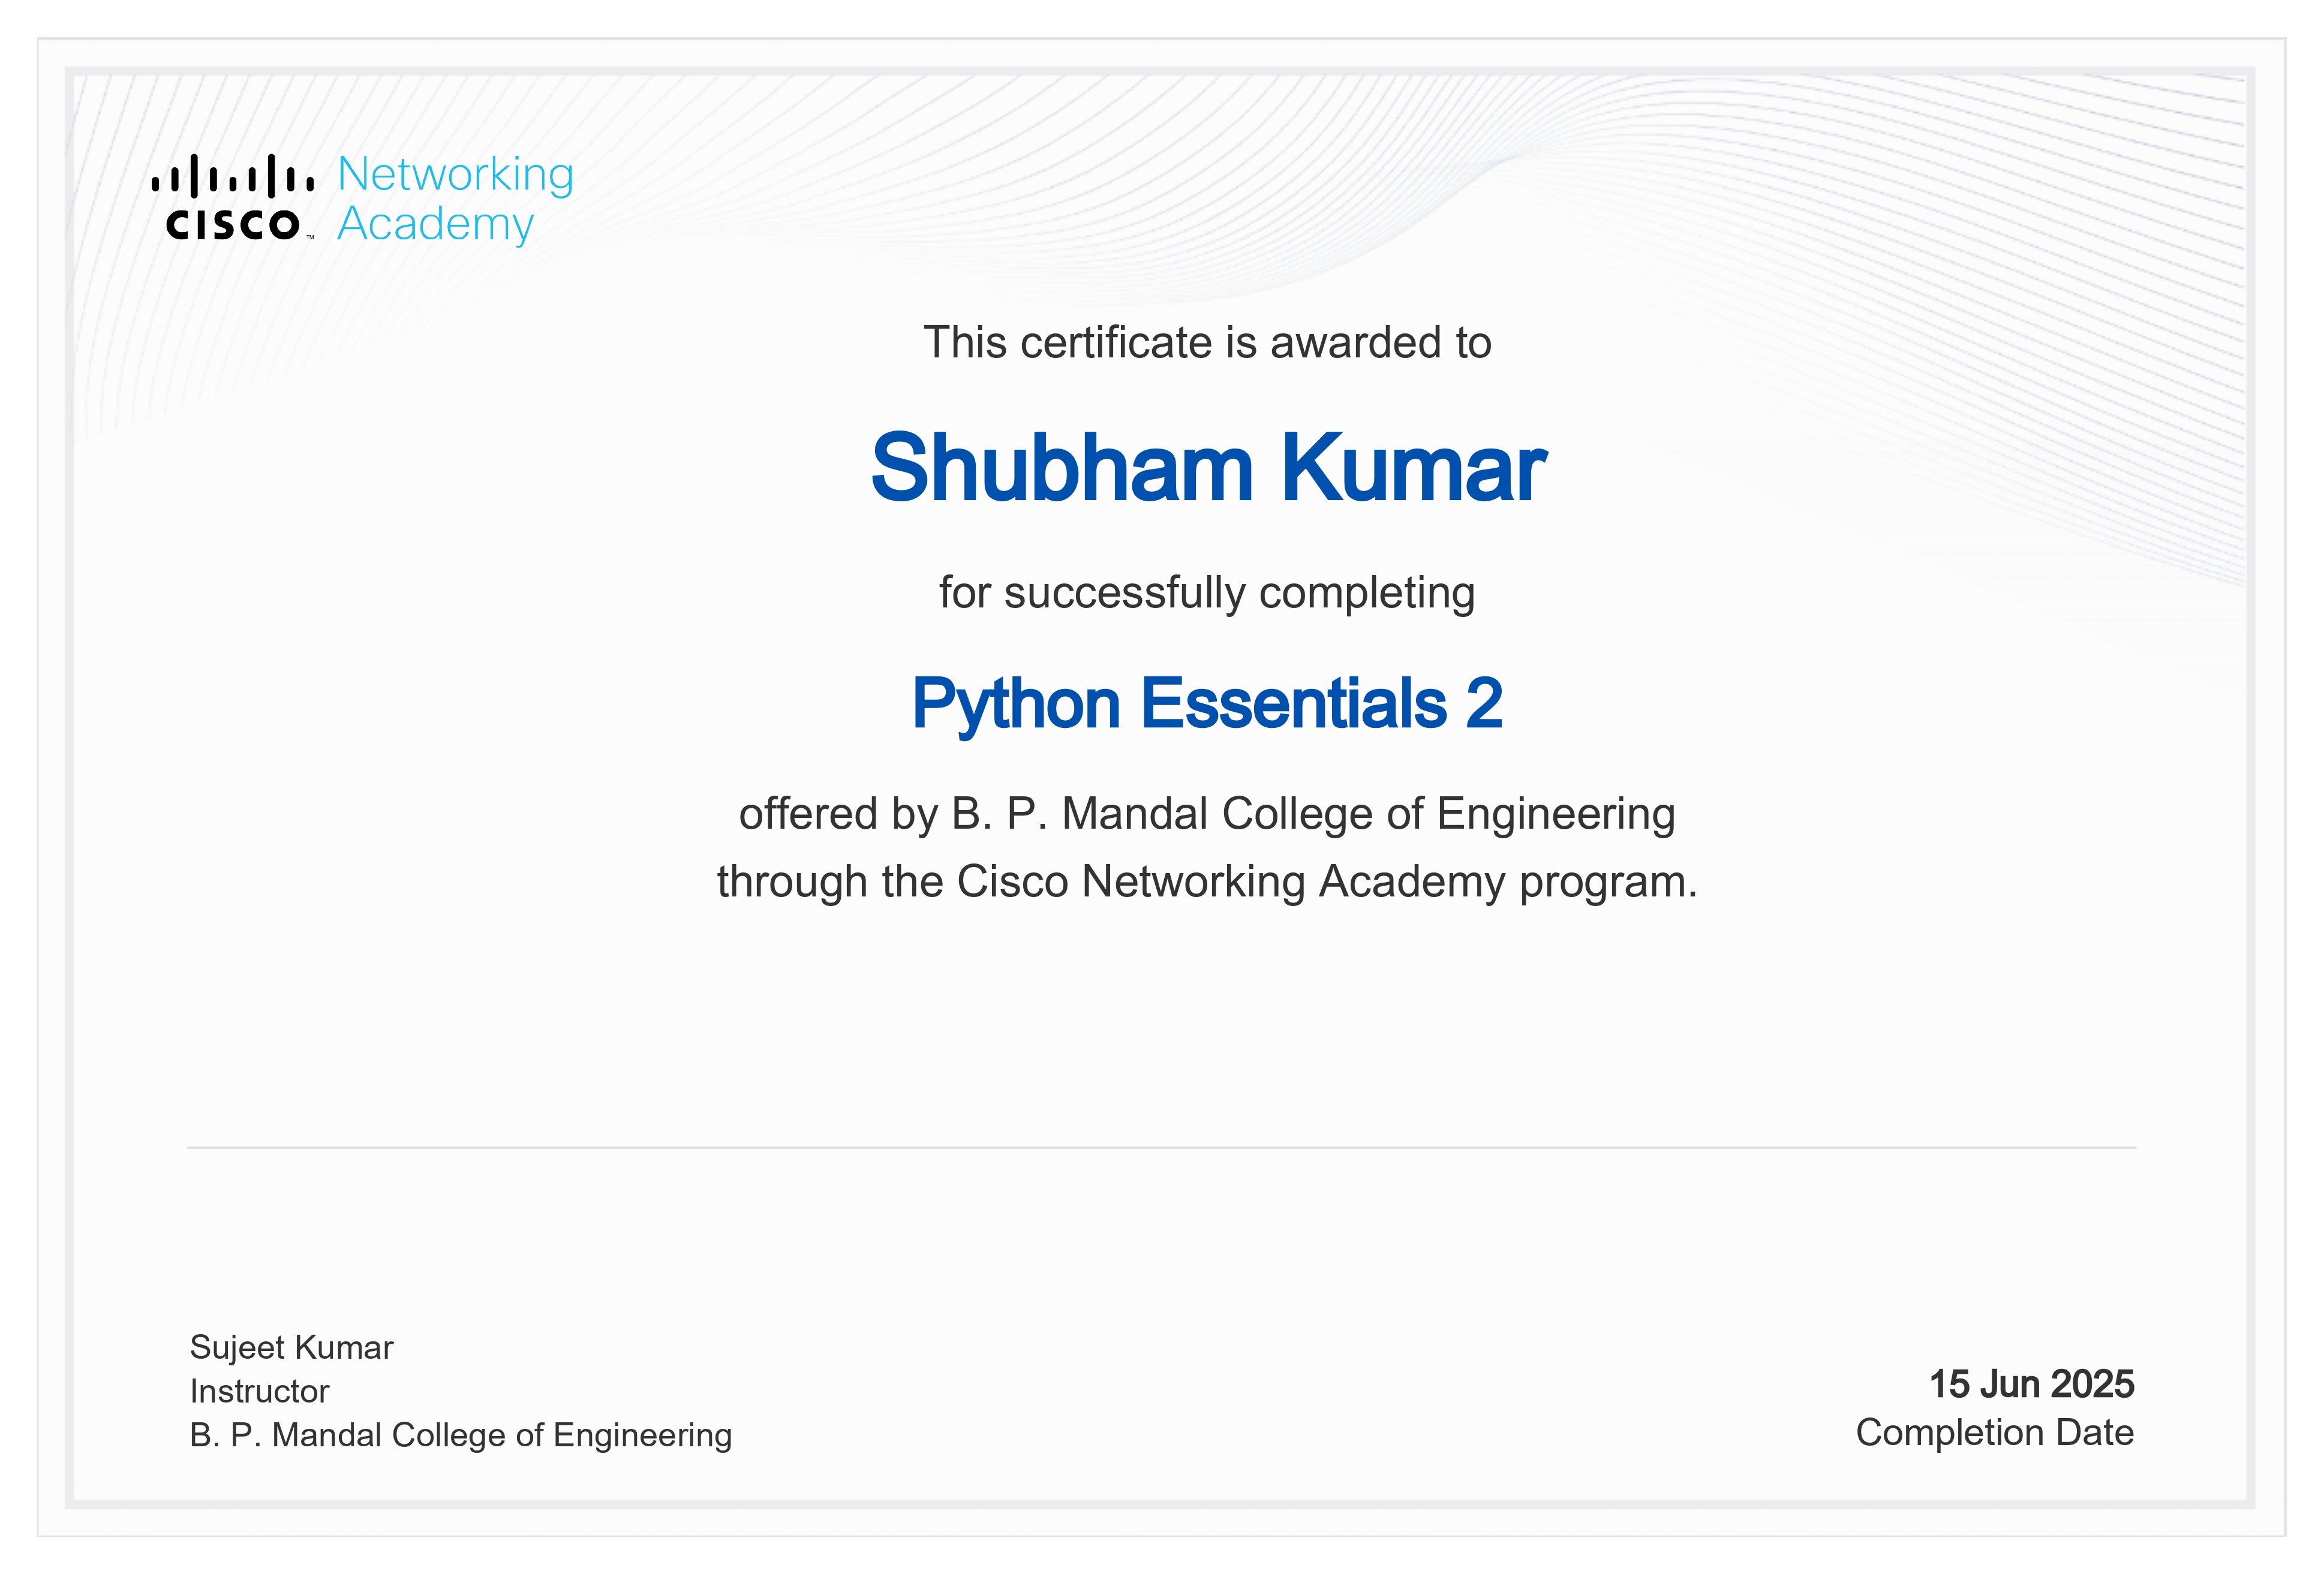 Networking
Academy
CISCO™
This certificate is awarded to
Shubham Kumar
for successfully completing
Python Essentials 2
offered by B. P. Mandal College of Engineering
through the Cisco Networking Academy program.
Sujeet Kumar
Instructor
B. P. Mandal College of Engineering
15 Jun 2025
Completion Date